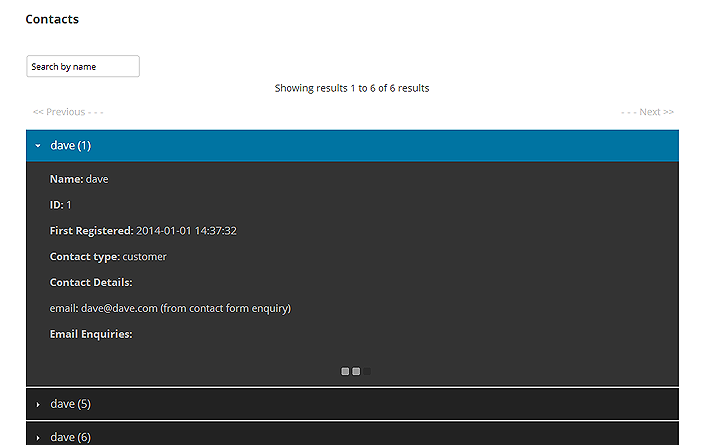 Contacts
Search by name
Showing results 1 to 6 of 6 results
<< Previous - - -
- - - Next >>
dave (1)
Name: dave
ID: 1
First Registered: 2014-01-01 14:37:32
Contact type: customer
Contact Details:
email: dave@dave.com (from contact form enquiry)
Email Enquiries:
dave (5)
dave (6)